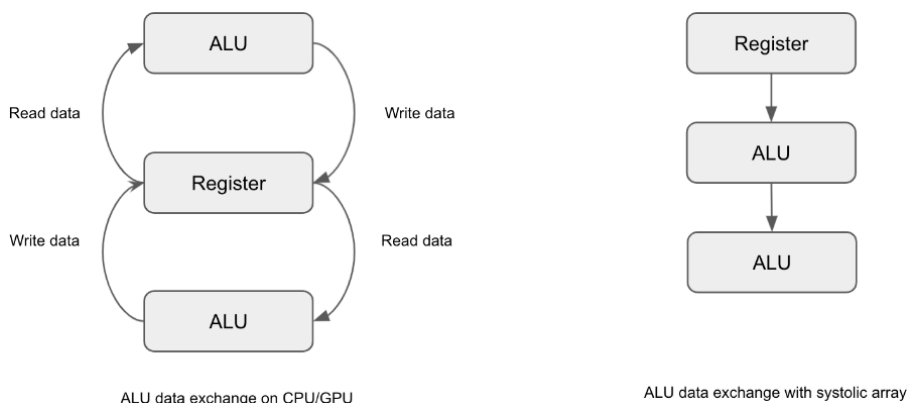 ALU
Read data
Write data
Register
Write data
Read data
ALU
ALU data exchange on CPU/GPU
Register
ALU
ALU
ALU data exchange with systolic array